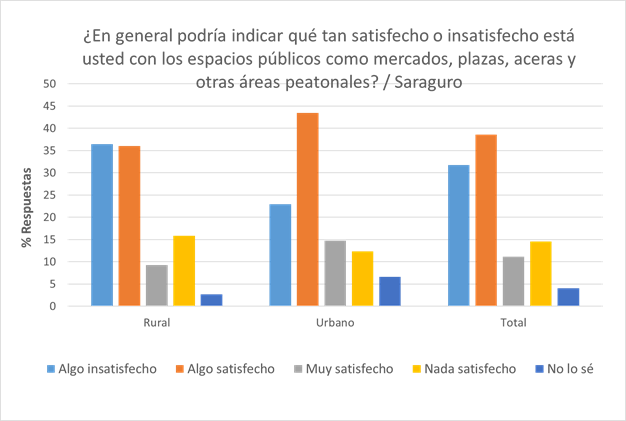 ¿En general podría indicar qué tan satisfecho o insatisfecho está
usted con los espacios públicos como mercados, plazas, aceras y
otras áreas peatonales? / Saraguro
% Respuestas
50
45
40
35
30
25
20
15
10
5
0
Rural Urbano Total
Algo insatisfecho Algo satisfecho Muy satisfecho Nada satisfecho No lo sé